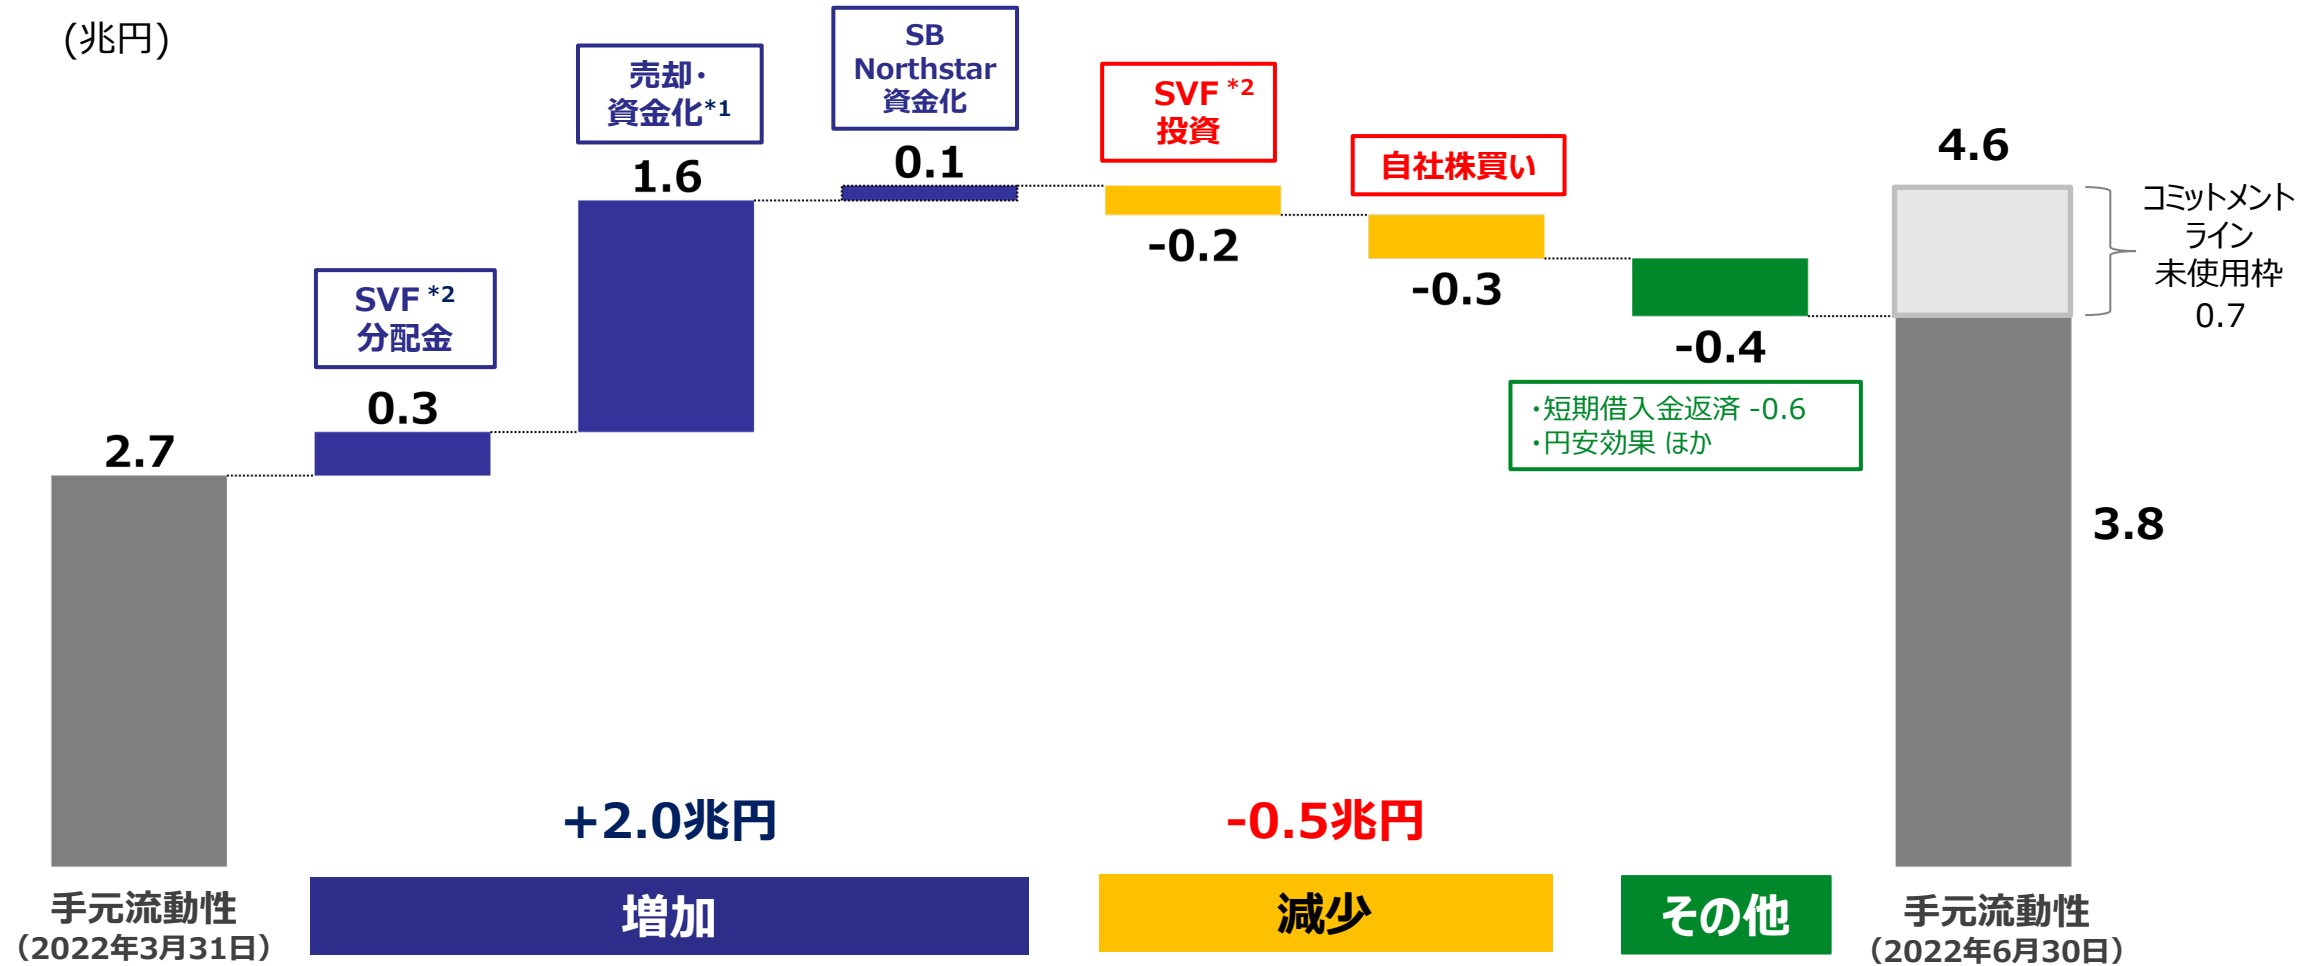 (兆円)
2.7
SVF *2
分配金
0.3
売却・
資金化*1
1.6
SB
Northstar
資金化
0.1
SVF *2
投資
-0.2
自社株買い
-0.3
-0.4
・短期借入金返済 -0.6
・円安効果 ほか
4.6
コミットメント
ライン
未使用枠
0.7
3.8
+2.0兆円
-0.5兆円
手元流動性
（2022年3月31日）
増加
減少
その他
手元流動性
（2022年6月30日）